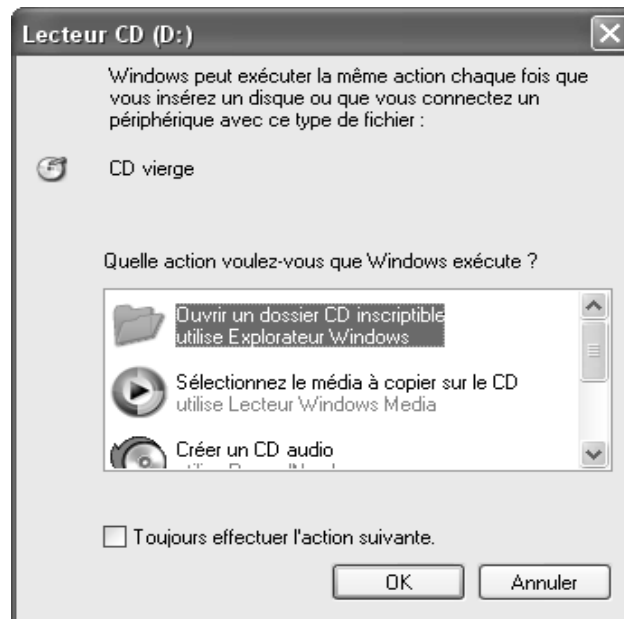 Lecteur CD (D:)
Windows peut exécuter la même action chaque fois que
vous insérez un disque ou que vous connectez un
périphérique avec ce type de fichier :
CD vierge
Quelle action voulez-vous que Windows exécute ?
Ouvrir un dossier CD inscriptible
utilise Explorateur Windows
Sélectionnez le média à copier sur le CD
utilise Lecteur Windows Media
Créer un CD audio
Toujours effectuer l'action suivante.
OK
Annuler